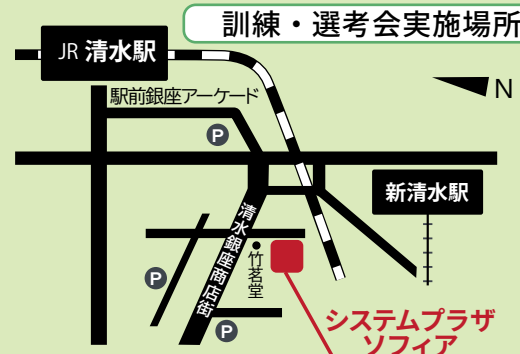 訓練・選考会実施場所
JR 清水駅
N
駅前銀座アーケード
P
新清水駅
清水銀座商店街
竹茗堂
P
P
システムプラザ
ソフィア